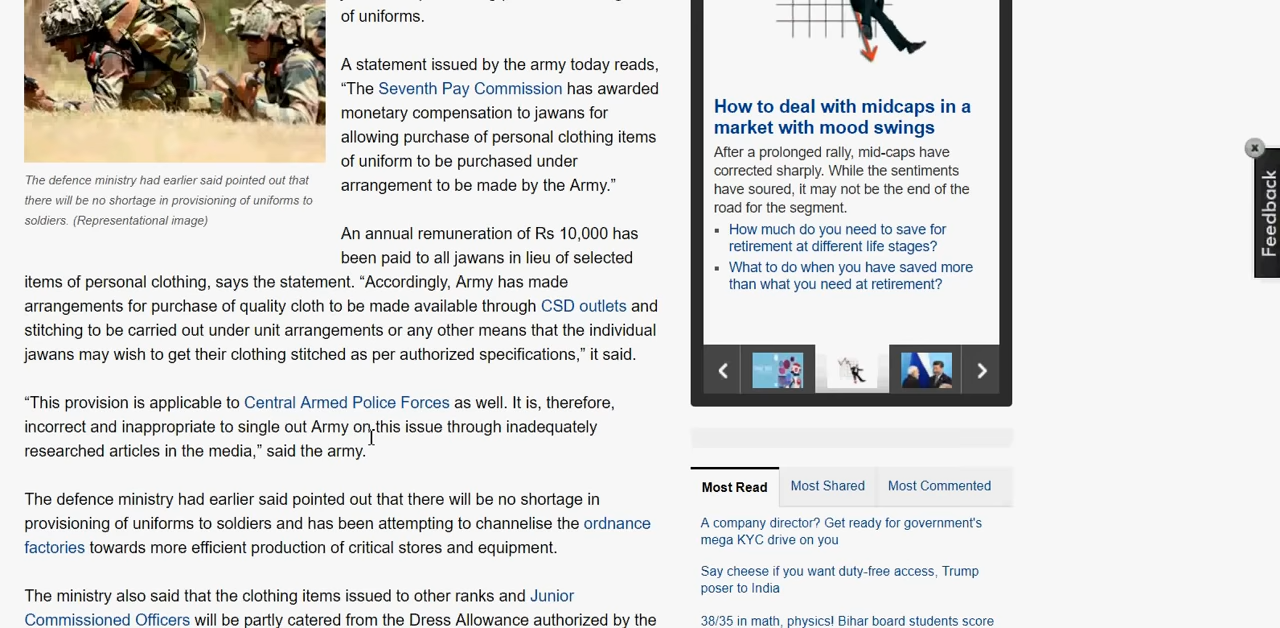 of uniforms.
A statement issued by the army today reads,
“The Seventh Pay Commission has awarded
monetary compensation to jawans for
allowing purchase of personal clothing items
of uniform to be purchased under
arrangement to be made by the Army.”
The defence ministry had earlier said pointed out that
there will be no shortage in provisioning of uniforms to
soldiers. (Representational image)
An annual remuneration of Rs 10,000 has
been paid to all jawans in lieu of selected
items of personal clothing, says the statement. “Accordingly, Army has made
arrangements for purchase of quality cloth to be made available through CSD outlets and
stitching to be carried out under unit arrangements or any other means that the individual
jawans may wish to get their clothing stitched as per authorized specifications,” it said.
“This provision is applicable to Central Armed Police Forces as well. It is, therefore,
incorrect and inappropriate to single out Army on this issue through inadequately
researched articles in the media,” said the army.
The defence ministry had earlier said pointed out that there will be no shortage in
provisioning of uniforms to soldiers and has been attempting to channelise the ordnance
factories towards more efficient production of critical stores and equipment.
The ministry also said that the clothing items issued to other ranks and Junior
Commissioned Officers will be partly catered from the Dress Allowance authorized by the
How to deal with midcaps in a
market with mood swings
After a prolonged rally, mid-caps have
corrected sharply. While the sentiments
have soured, it may not be the end of the
road for the segment.
How much do you need to save for
retirement at different life stages?
What to do when you have saved more
than what you need at retirement?
Most Read Most Shared Most Commented
A company director? Get ready for government's
mega KYC drive on you
Say cheese if you want duty-free access, Trump
poser to India
38/35 in math, physics! Bihar board students score
Feedback